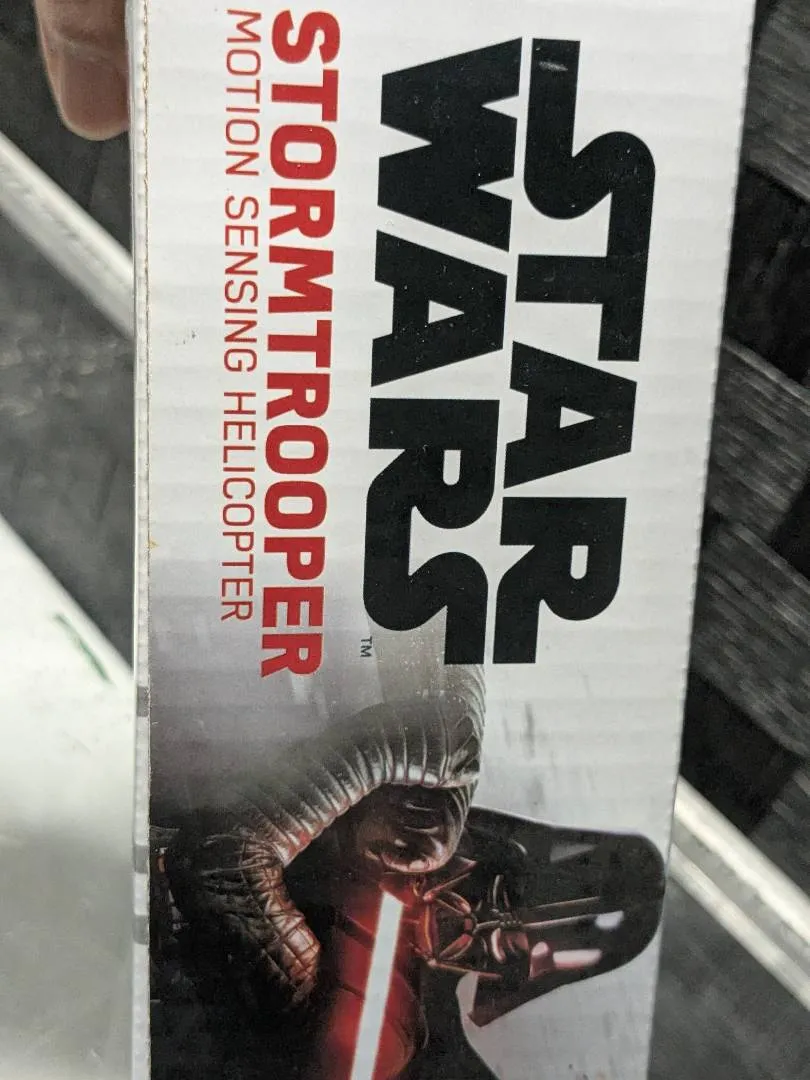 STAR
WARS
TM
STORMTROOPER
MOTION SENSING HELICOPTER